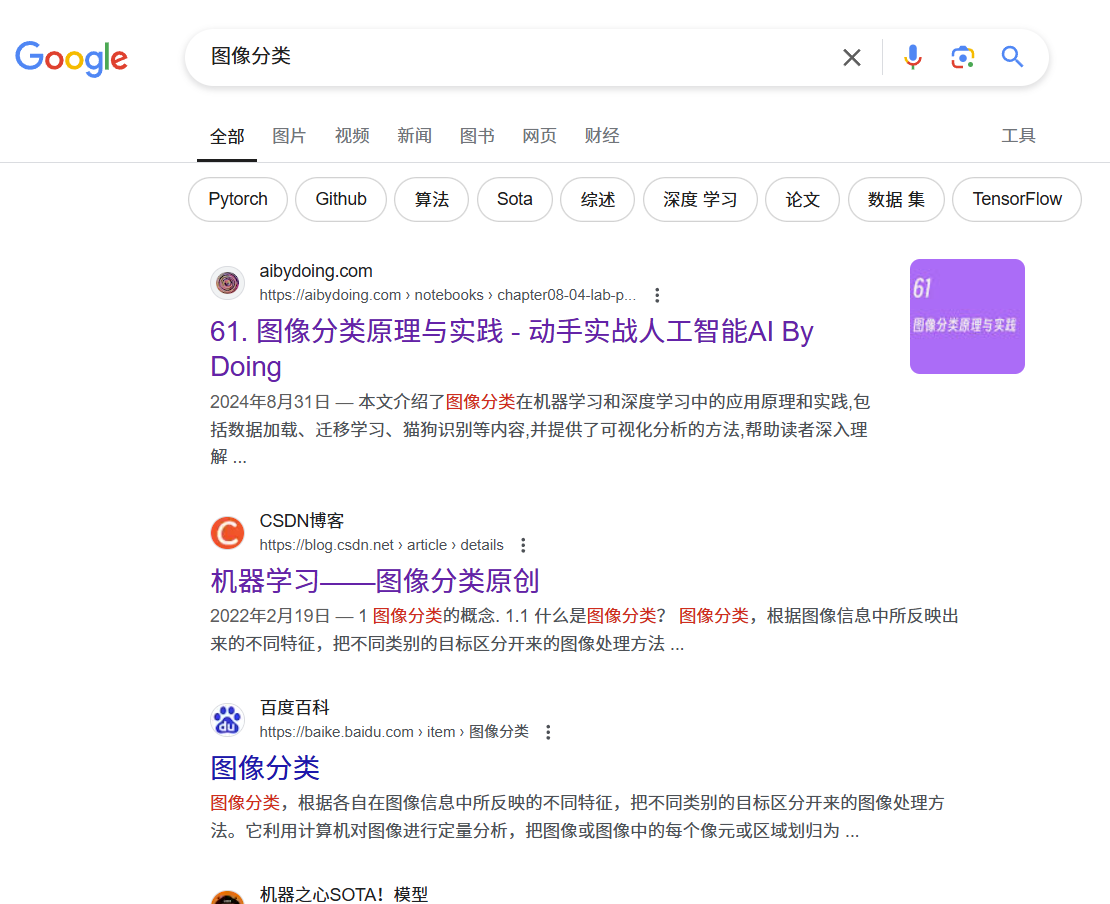 Google
图像分类
全部 图片 视频 新闻 图书 网页 财经 工具
Pytorch Github 算法 Sota 综述 深度 学习 论文 数据 集 TensorFlow
aibydoing.com
https://aibydoing.com › notebooks › chapter08-04-lab-p...
61. 图像分类原理与实践 - 动手实战人工智能AI By
Doing
2024年8月31日 — 本文介绍了图像分类在机器学习和深度学习中的应用原理和实践,包
括数据加载、迁移学习、猫狗识别等内容,并提供了可视化分析的方法,帮助读者深入理
解 ...
61
图像分类原理与实践
CSDN博客
https://blog.csdn.net › article › details
机器学习——图像分类原创
2022年2月19日 — 1 图像分类的概念. 1.1 什么是图像分类？ 图像分类，根据图像信息中所反映出
来的不同特征，把不同类别的目标区分开来的图像处理方法 ...
du
百度百科
https://baike.baidu.com › item › 图像分类
图像分类
图像分类，根据各自在图像信息中所反映的不同特征，把不同类别的目标区分开来的图像处理方
法。它利用计算机对图像进行定量分析，把图像或图像中的每个像元或区域划归为 ...
机器之心SOTA！模型